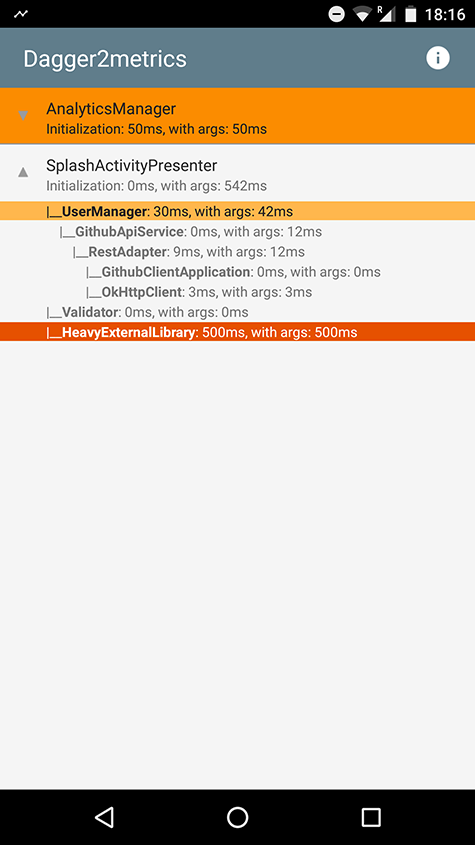 R
18:16
Dagger2metrics
AnalyticsManager
Initialization: 50ms, with args: 50ms
SplashActivityPresenter
Initialization: 0ms, with args: 542ms
|__UserManager: 30ms, with args: 42ms
|__GithubApiService: 0ms, with args: 12ms
|__RestAdapter: 9ms, with args: 12ms
|__GithubClientApplication: 0ms, with args: 0ms
|__OkHttpClient: 3ms, with args: 3ms
|__Validator: 0ms, with args: 0ms
|__HeavyExternalLibrary: 500ms, with args: 500ms